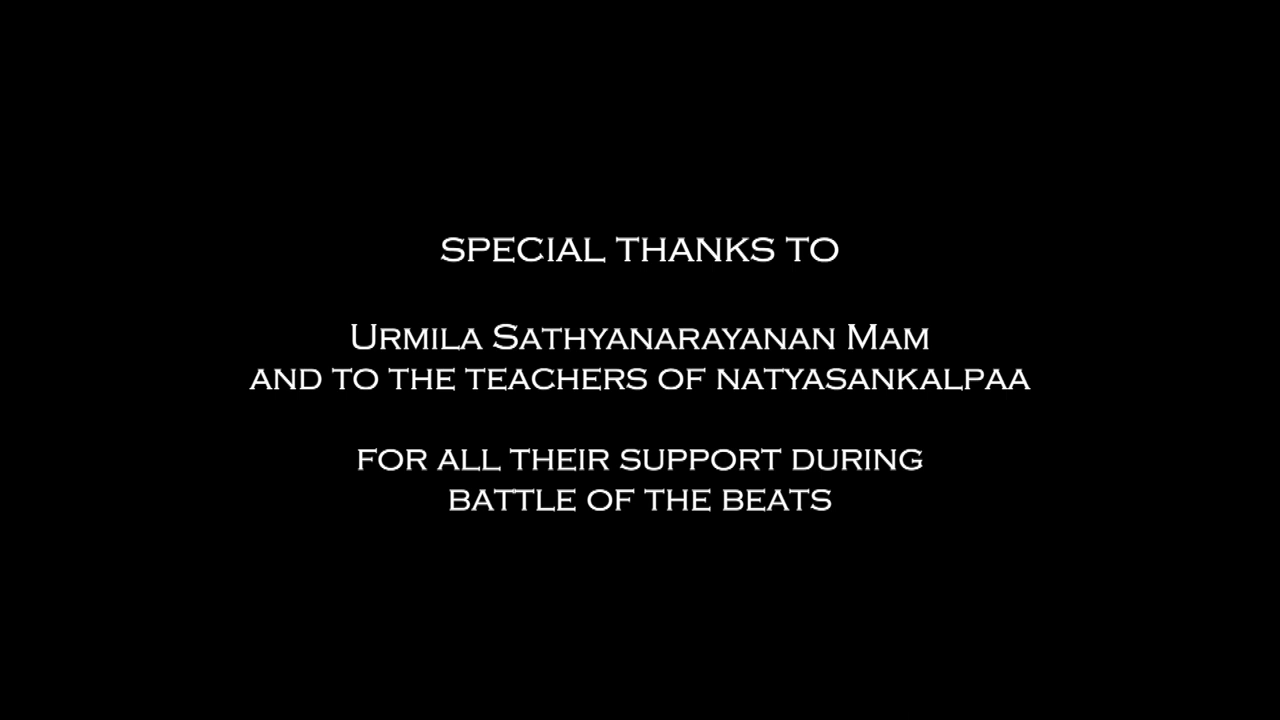 SPECIAL THANKS TO
Urmila Sathyanarayanan Mam
and to the teachers of natyasankalpaa
for all their support during
battle of the beats